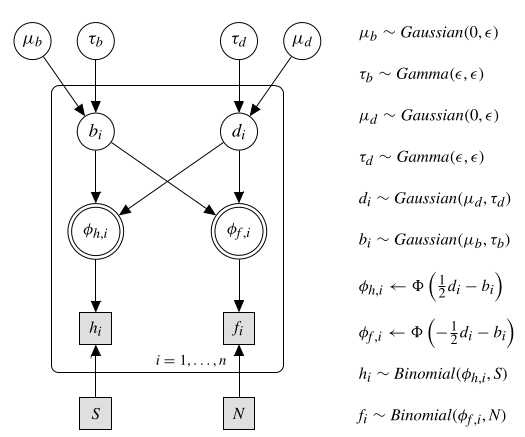 μ_b τ_b τ_d μ_d
b_i d_i
ϕ_{h,i} ϕ_{f,i}
h_i f_i
i = 1, . . . , n
S N
μ_b ∼ Gaussian(0, ϵ)
τ_b ∼ Gamma(ϵ, ϵ)
μ_d ∼ Gaussian(0, ϵ)
τ_d ∼ Gamma(ϵ, ϵ)
d_i ∼ Gaussian(μ_d, τ_d)
b_i ∼ Gaussian(μ_b, τ_b)
ϕ_{h,i} ← Φ (½d_i − b_i)
ϕ_{f,i} ← Φ (−½d_i − b_i)
h_i ∼ Binomial(ϕ_{h,i}, S)
f_i ∼ Binomial(ϕ_{f,i}, N)